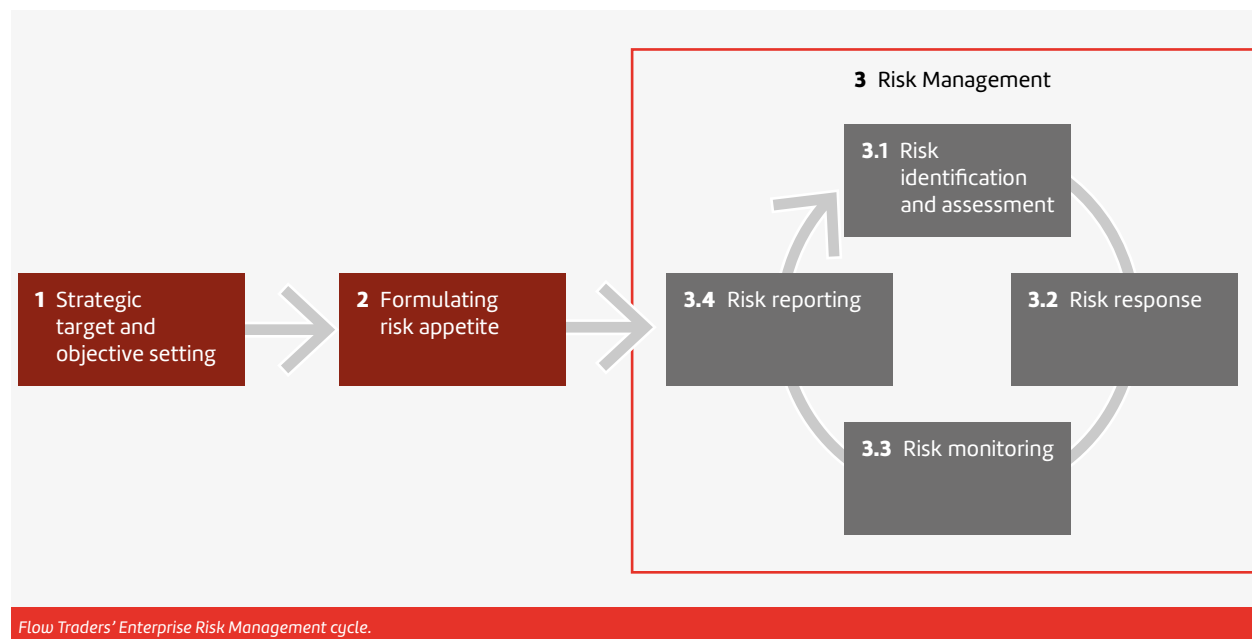 3 Risk Management
3.1 Risk
identification
and assessment
1 Strategic
target and
objective setting
2 Formulating
risk appetite
3.4 Risk reporting
3.2 Risk response
3.3 Risk monitoring
Flow Traders' Enterprise Risk Management cycle.